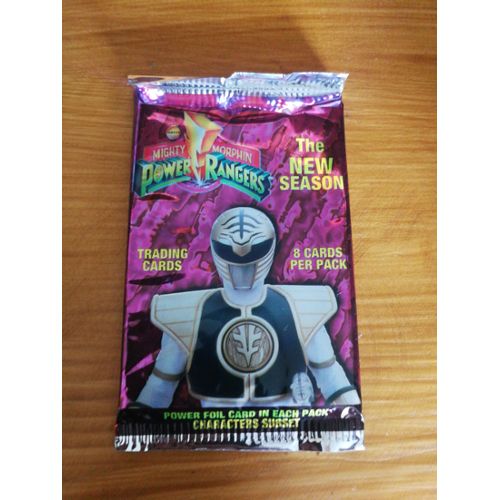 MIGHTY MORPHIN
POWER RANGERS
The
NEW
SEASON
TRADING
CARDS
8 CARDS
PER PACK
POWER FOIL CARD IN EACH PACK
CHARACTERS SUBSET